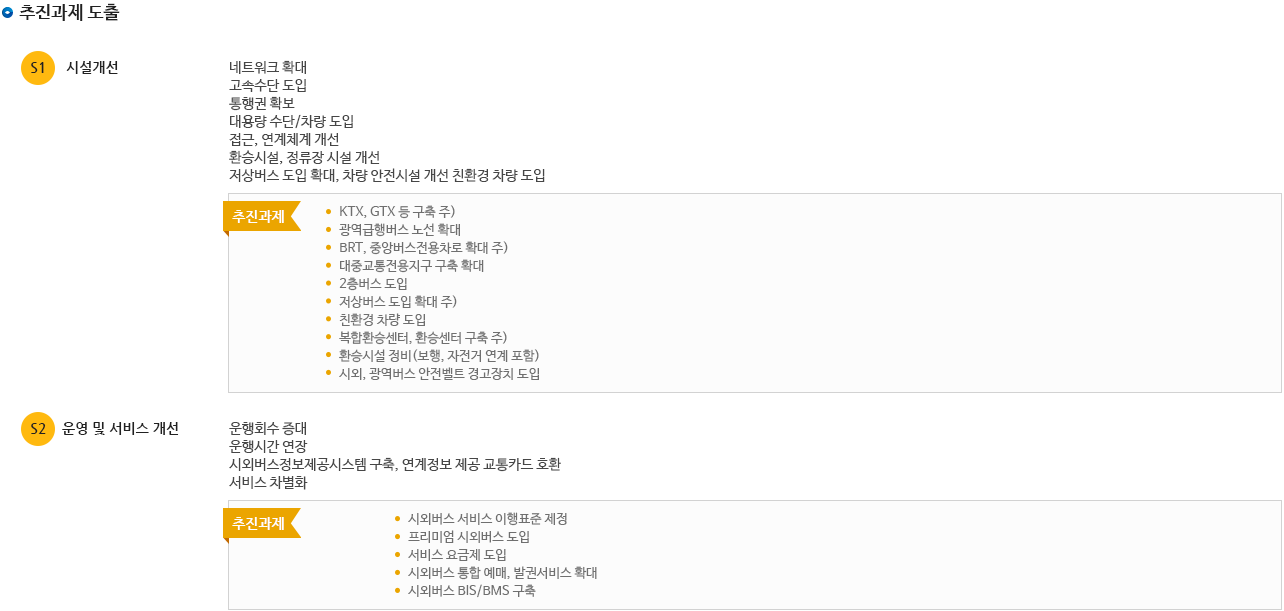 추진과제 도출
S1 시설개선
네트워크 확대
고속수단 도입
통행권 확보
대용량 수단/차량 도입
접근, 연계체계 개선
환승시설, 정류장 시설 개선
저상버스 도입 확대, 차량 안전시설 개선 친환경 차량 도입
추진과제
KTX, GTX 등 구축 주)
광역급행버스 노선 확대
BRT, 중앙버스전용차로 확대 주)
대중교통전용지구 구축 확대
2층버스 도입
저상버스 도입 확대 주)
친환경 차량 도입
복합환승센터, 환승센터 구축 주)
환승시설 정비(보행, 자전거 연계 포함)
시외, 광역버스 안전벨트 경고장치 도입
S2 운영 및 서비스 개선
운행회수 증대
운행시간 연장
시외버스정보제공시스템 구축, 연계정보 제공 교통카드 호환
서비스 차별화
추진과제
시외버스 서비스 이행표준 제정
프리미엄 시외버스 도입
서비스 요금제 도입
시외버스 통합 예매, 발권서비스 확대
시외버스 BIS/BMS 구축